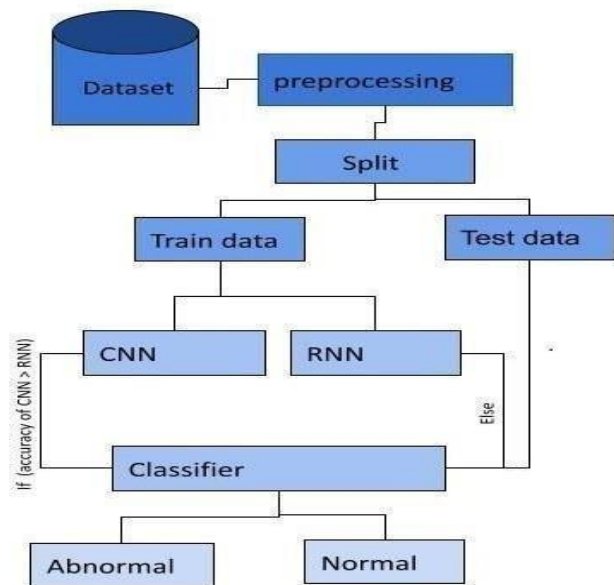 Dataset
preprocessing
Split
Train data
Test data
CNN
RNN
If (accuracy of CNN > RNN)
Else
Classifier
Abnormal
Normal